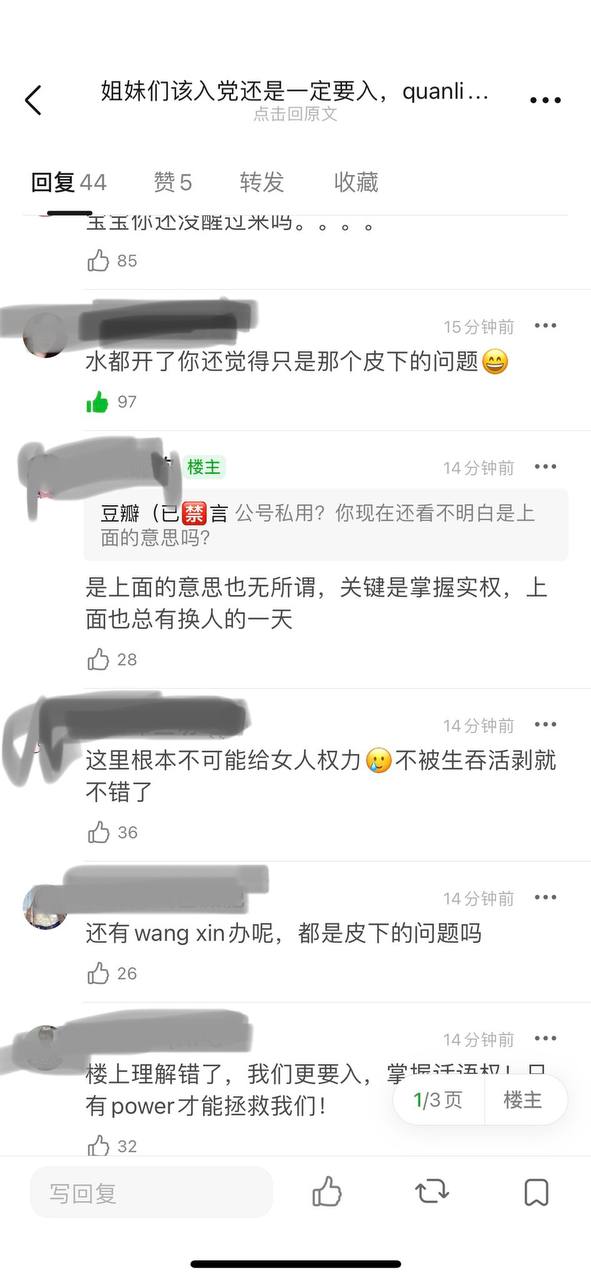 姐妹们该入党还是一定要入，quanli...
点击回原文
回复 44 赞 5 转发 收藏
宝宝你还没醒过来吗。。。。
85
15分钟前
水都开了你还觉得只是那个皮下的问题😄
97
楼主 14分钟前
豆瓣（已🈲言 公号私用？你现在还看不明白是上
面的意思吗？
是上面的意思也无所谓，关键是掌握实权，上
面也总有换人的一天
28
14分钟前
这里根本不可能给女人权力🥲不被生吞活剥就
不错了
36
14分钟前
还有wang xin办呢，都是皮下的问题吗
26
14分钟前
楼上理解错了，我们更要入，掌握话语权！只
有power才能拯救我们！
1/3页 楼主
32
写回复